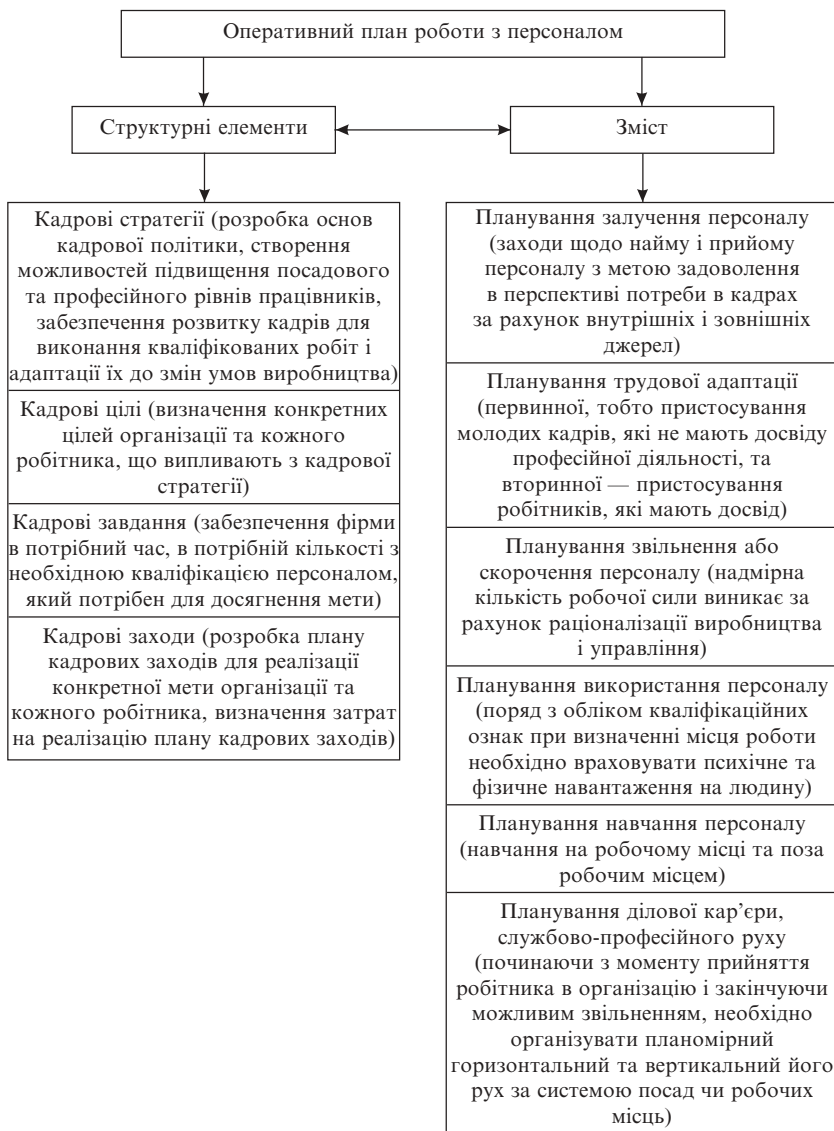 Оперативний план роботи з персоналом
Структурні елементи
Зміст
Кадрові стратегії (розробка основ
кадрової політики, створення
можливостей підвищення посадового
та професійного рівнів працівників,
забезпечення розвитку кадрів для
виконання кваліфікованих робіт і
адаптації їх до змін умов виробництва)
Кадрові цілі (визначення конкретних
цілей організації та кожного
робітника, що випливають з кадрової
стратегії)
Кадрові завдання (забезпечення фірми
в потрібний час, в потрібній кількості з
необхідною кваліфікацією персоналом,
який потрібен для досягнення мети)
Кадрові заходи (розробка плану
кадрових заходів для реалізації
конкретної мети організації та
кожного робітника, визначення затрат
на реалізацію плану кадрових заходів)
Планування залучення персоналу
(заходи щодо найму і прийому
персоналу з метою задоволення
в перспективі потреби в кадрах
за рахунок внутрішніх і зовнішніх
джерел)
Планування трудової адаптації
(первинної, тобто пристосування
молодих кадрів, які не мають досвіду
професійної діяльності, та
вторинної — пристосування
робітників, які мають досвід)
Планування звільнення або
скорочення персоналу (надмірна
кількість робочої сили виникає за
рахунок раціоналізації виробництва
і управління)
Планування використання персоналу
(поряд з обліком кваліфікаційних
ознак при визначенні місця роботи
необхідно враховувати психічне та
фізичне навантаження на людину)
Планування навчання персоналу
(навчання на робочому місці та поза
робочим місцем)
Планування ділової кар’єри,
службово-професійного руху
(починаючи з моменту прийняття
робітника в організацію і закінчуючи
можливим звільненням, необхідно
організувати планомірний
горизонтальний та вертикальний його
рух за системою посад чи робочих
місць)